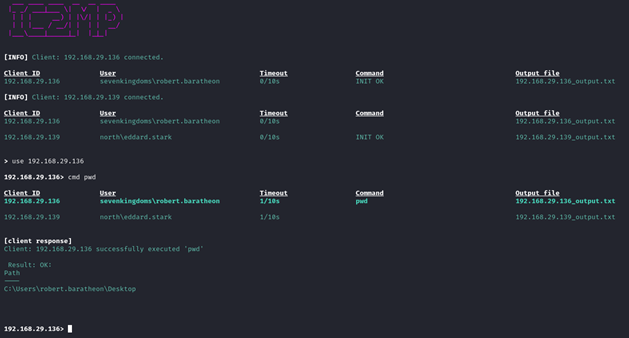 IC2MP
[INFO] Client: 192.168.29.136 connected.
Client ID User Timeout Command Output file
192.168.29.136 sevenkingdoms\robert.baratheon 0/10s INIT OK 192.168.29.136_output.txt
[INFO] Client: 192.168.29.139 connected.
Client ID User Timeout Command Output file
192.168.29.136 sevenkingdoms\robert.baratheon 0/10s 192.168.29.136_output.txt
192.168.29.139 north\eddard.stark 0/10s INIT OK 192.168.29.139_output.txt
> use 192.168.29.136
192.168.29.136> cmd pwd
Client ID User Timeout Command Output file
192.168.29.136 sevenkingdoms\robert.baratheon 1/10s pwd 192.168.29.136_output.txt
192.168.29.139 north\eddard.stark 1/10s 192.168.29.139_output.txt
[client response]
Client: 192.168.29.136 successfully executed 'pwd'
Result: OK:
Path
----
C:\Users\robert.baratheon\Desktop
192.168.29.136>